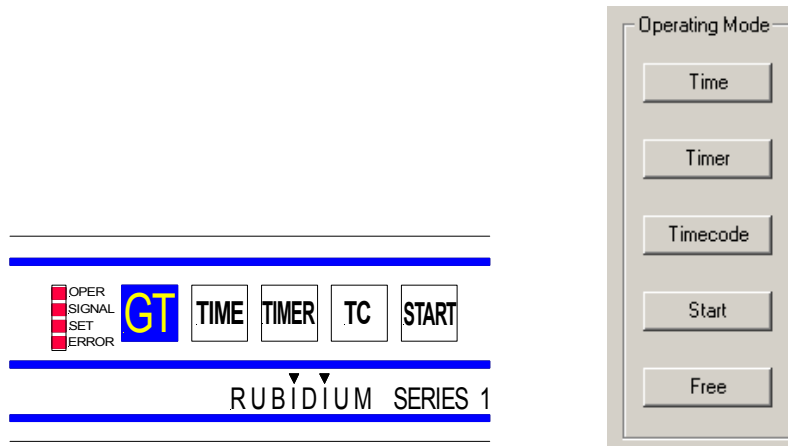 OPER
SIGNAL
SET
ERROR
GT
TIME
TIMER
TC
START
RUBIDIUM SERIES 1
Operating Mode
Time
Timer
Timecode
Start
Free